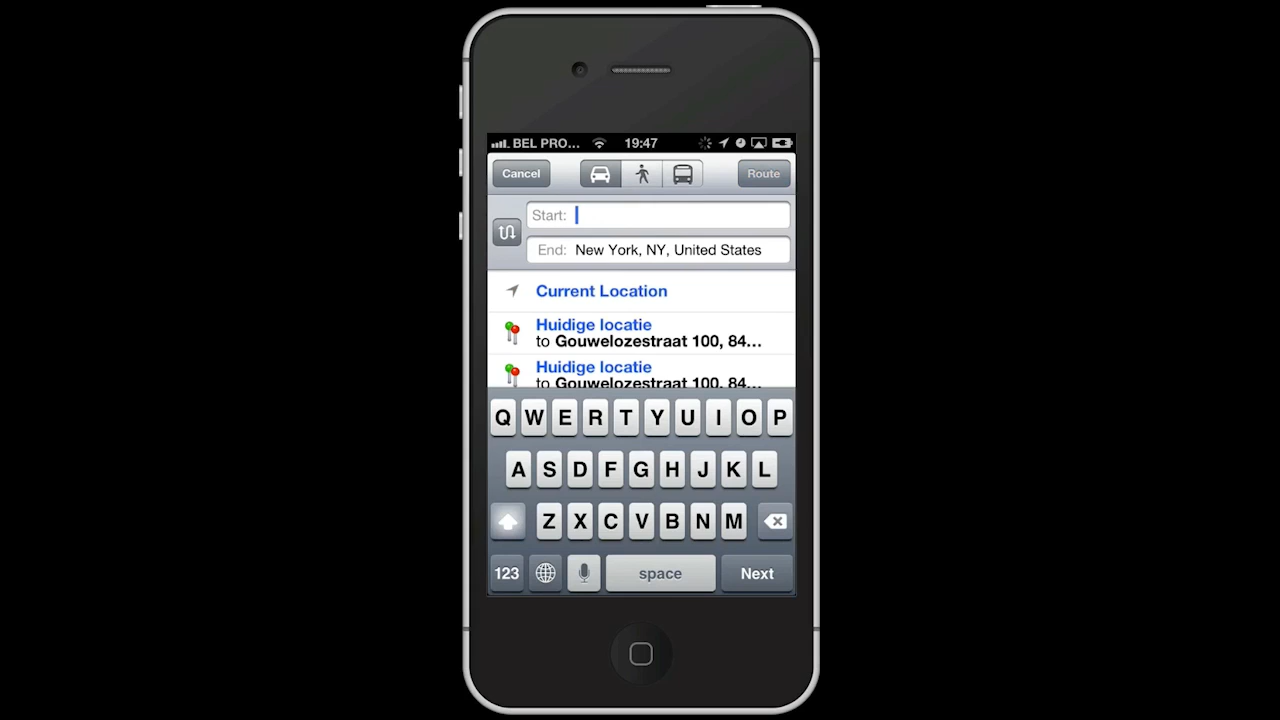 BEL PRO... 19:47
Cancel Route
Start:
End: New York, NY, United States
Current Location
Huidige locatie
to Gouwelozestraat 100, 84...
Huidige locatie
to Gouwelozestraat 100, 84...
Q W E R T Y U I O P
A S D F G H J K L
Z X C V B N M
123 space Next